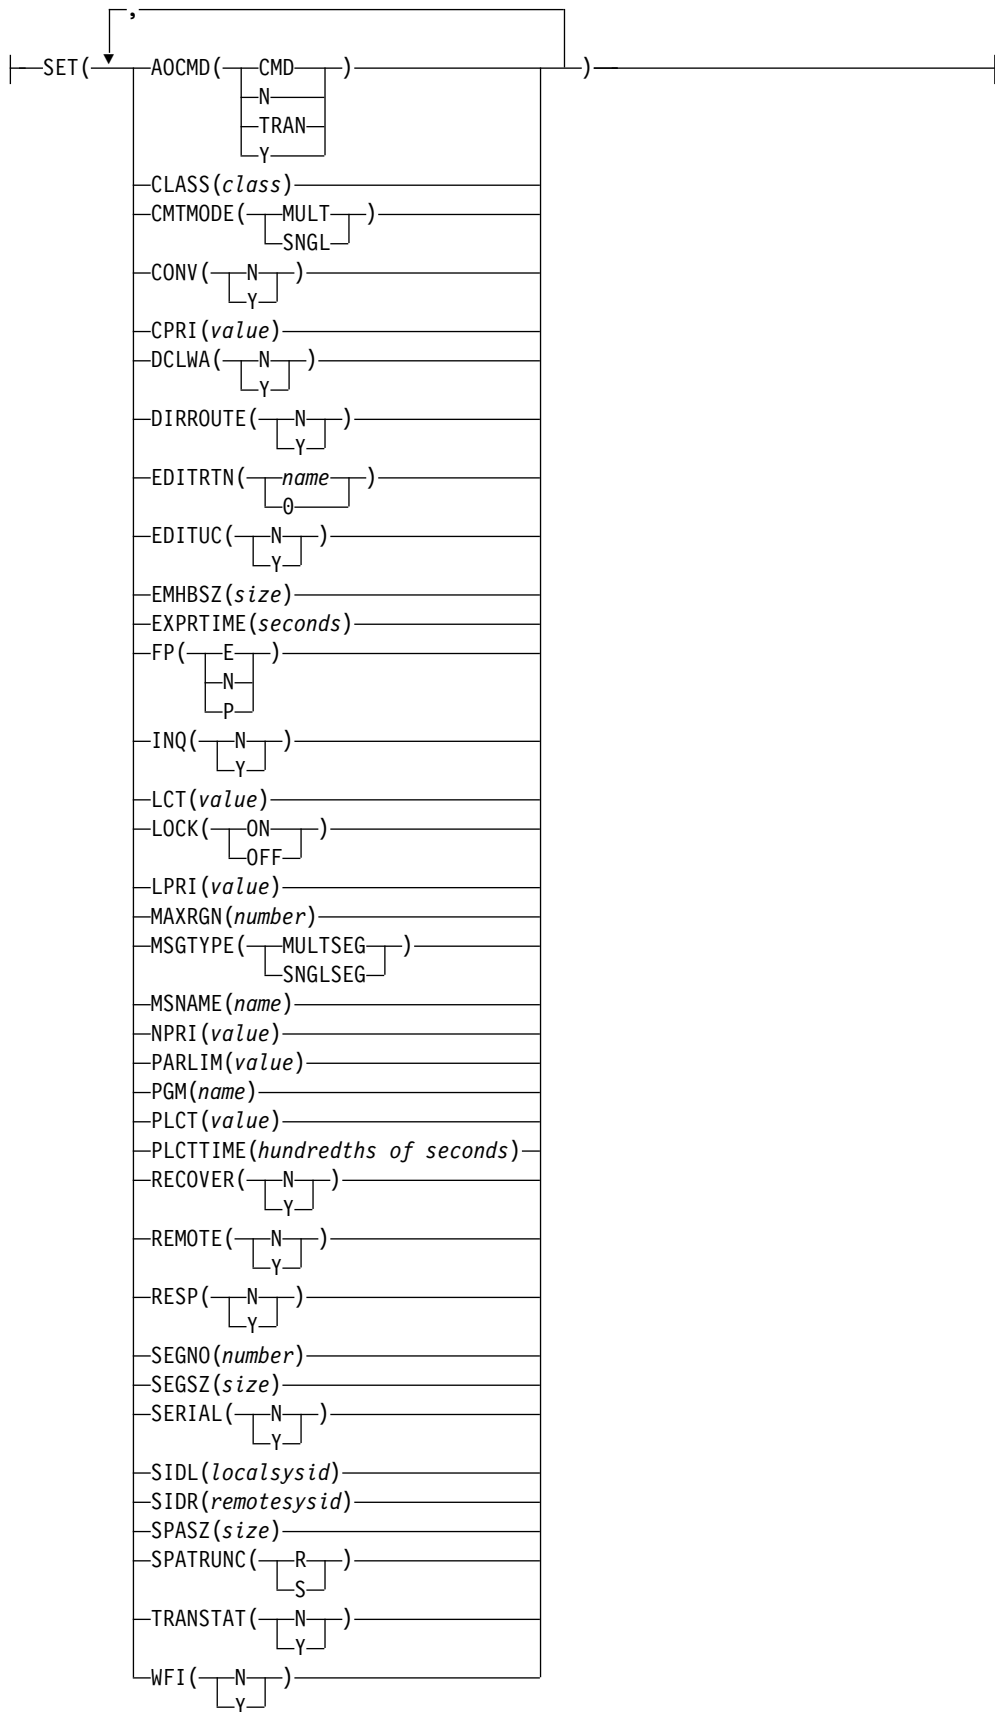 ,
SET( AOCMD( CMD ) )
N
TRAN
Y
CLASS(class)
CMTMODE( MULT )
SNGL
CONV( N )
Y
CPRI(value)
DCLWA( N )
Y
DIRROUTE( N )
Y
EDITRTN( name )
0
EDITUC( N )
Y
EMHBSZ(size)
EXPRTIME(seconds)
FP( E )
N
P
INQ( N )
Y
LCT(value)
LOCK( ON )
OFF
LPRI(value)
MAXRGN(number)
MSGTYPE( MULTSEG )
SNGLSEG
MSNAME(name)
NPRI(value)
PARLIM(value)
PGM(name)
PLCT(value)
PLCTTIME(hundredths of seconds)
RECOVER( N )
Y
REMOTE( N )
Y
RESP( N )
Y
SEGNO(number)
SEGSZ(size)
SERIAL( N )
Y
SIDL(localsysid)
SIDR(remotesysid)
SPASZ(size)
SPATRUNC( R )
S
TRANSTAT( N )
Y
WFI( N )
Y